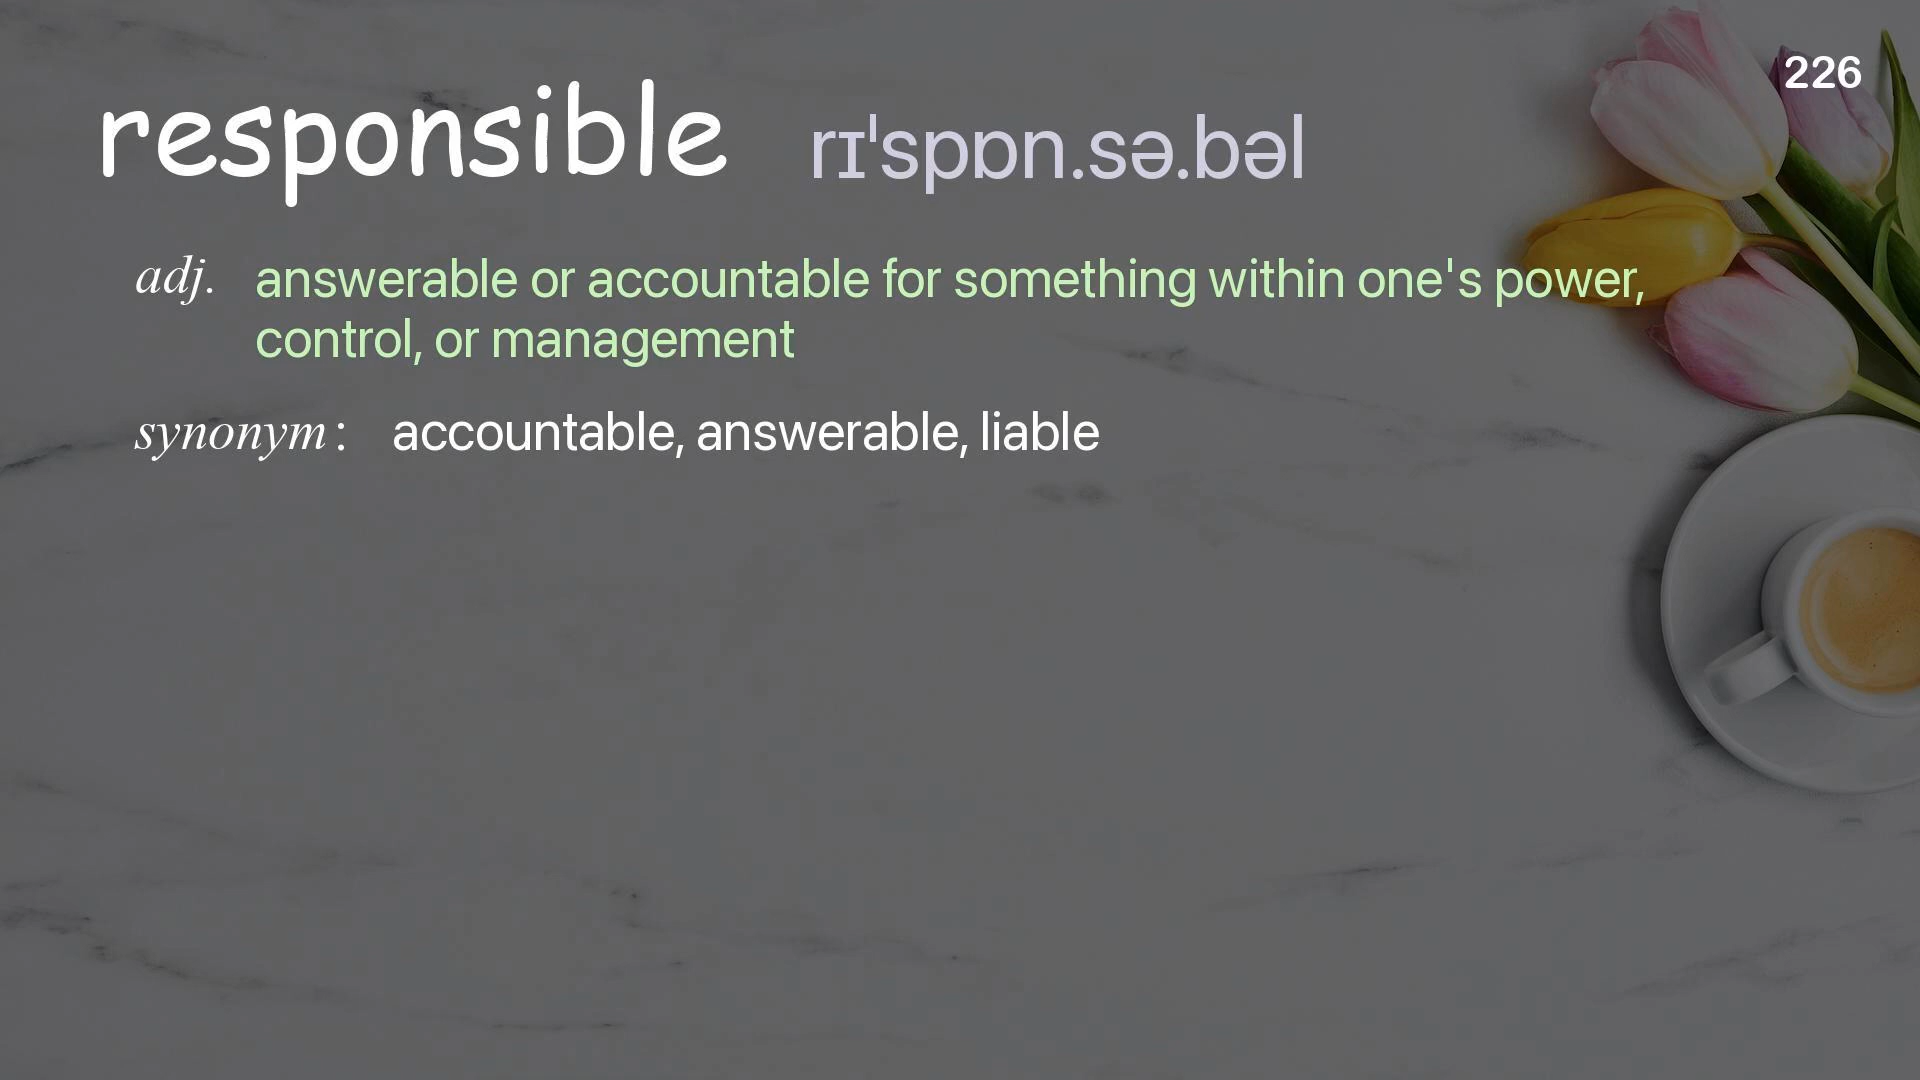 226
responsible rɪˈspɒn.sə.bəl
adj. answerable or accountable for something within one's power,
control, or management
synonym: accountable, answerable, liable